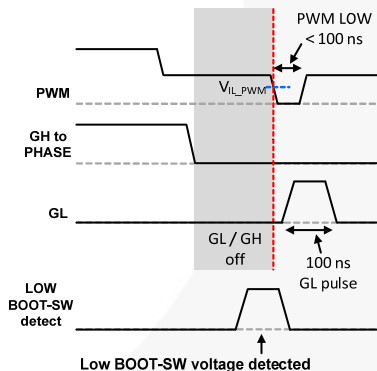 PWM LOW
< 100 ns
V_IL_PWM
PWM
GH to
PHASE
GL
GL / GH
off
100 ns
GL pulse
LOW
BOOT-SW
detect
Low BOOT-SW voltage detected